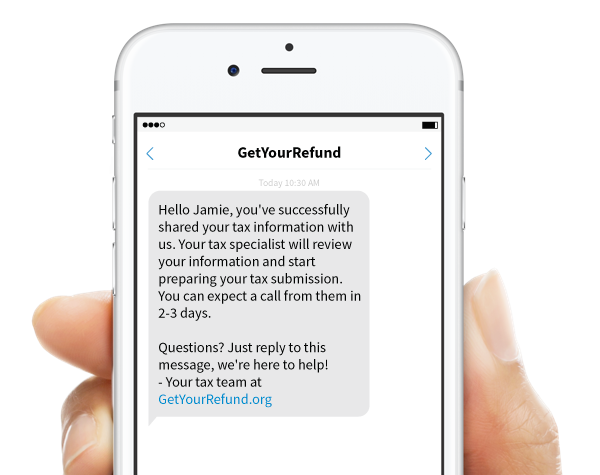 GetYourRefund
Today 10:30 AM
Hello Jamie, you've successfully
shared your tax information with
us. Your tax specialist will review
your information and start
preparing your tax submission.
You can expect a call from them in
2-3 days.
Questions? Just reply to this
message, we're here to help!
- Your tax team at
GetYourRefund.org